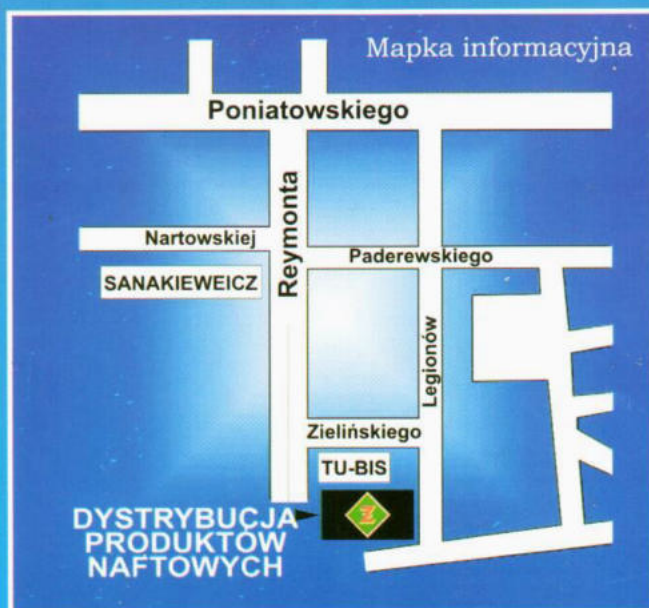 Mapka informacyjna
Poniatowskiego
Reymonta
Nartowskiej
Paderewskiego
SANAKIEWEICZ
Legionów
Zielińskiego
TU-BIS
DYSTRYBUCJA
PRODUKTÓW
NAFTOWYCH